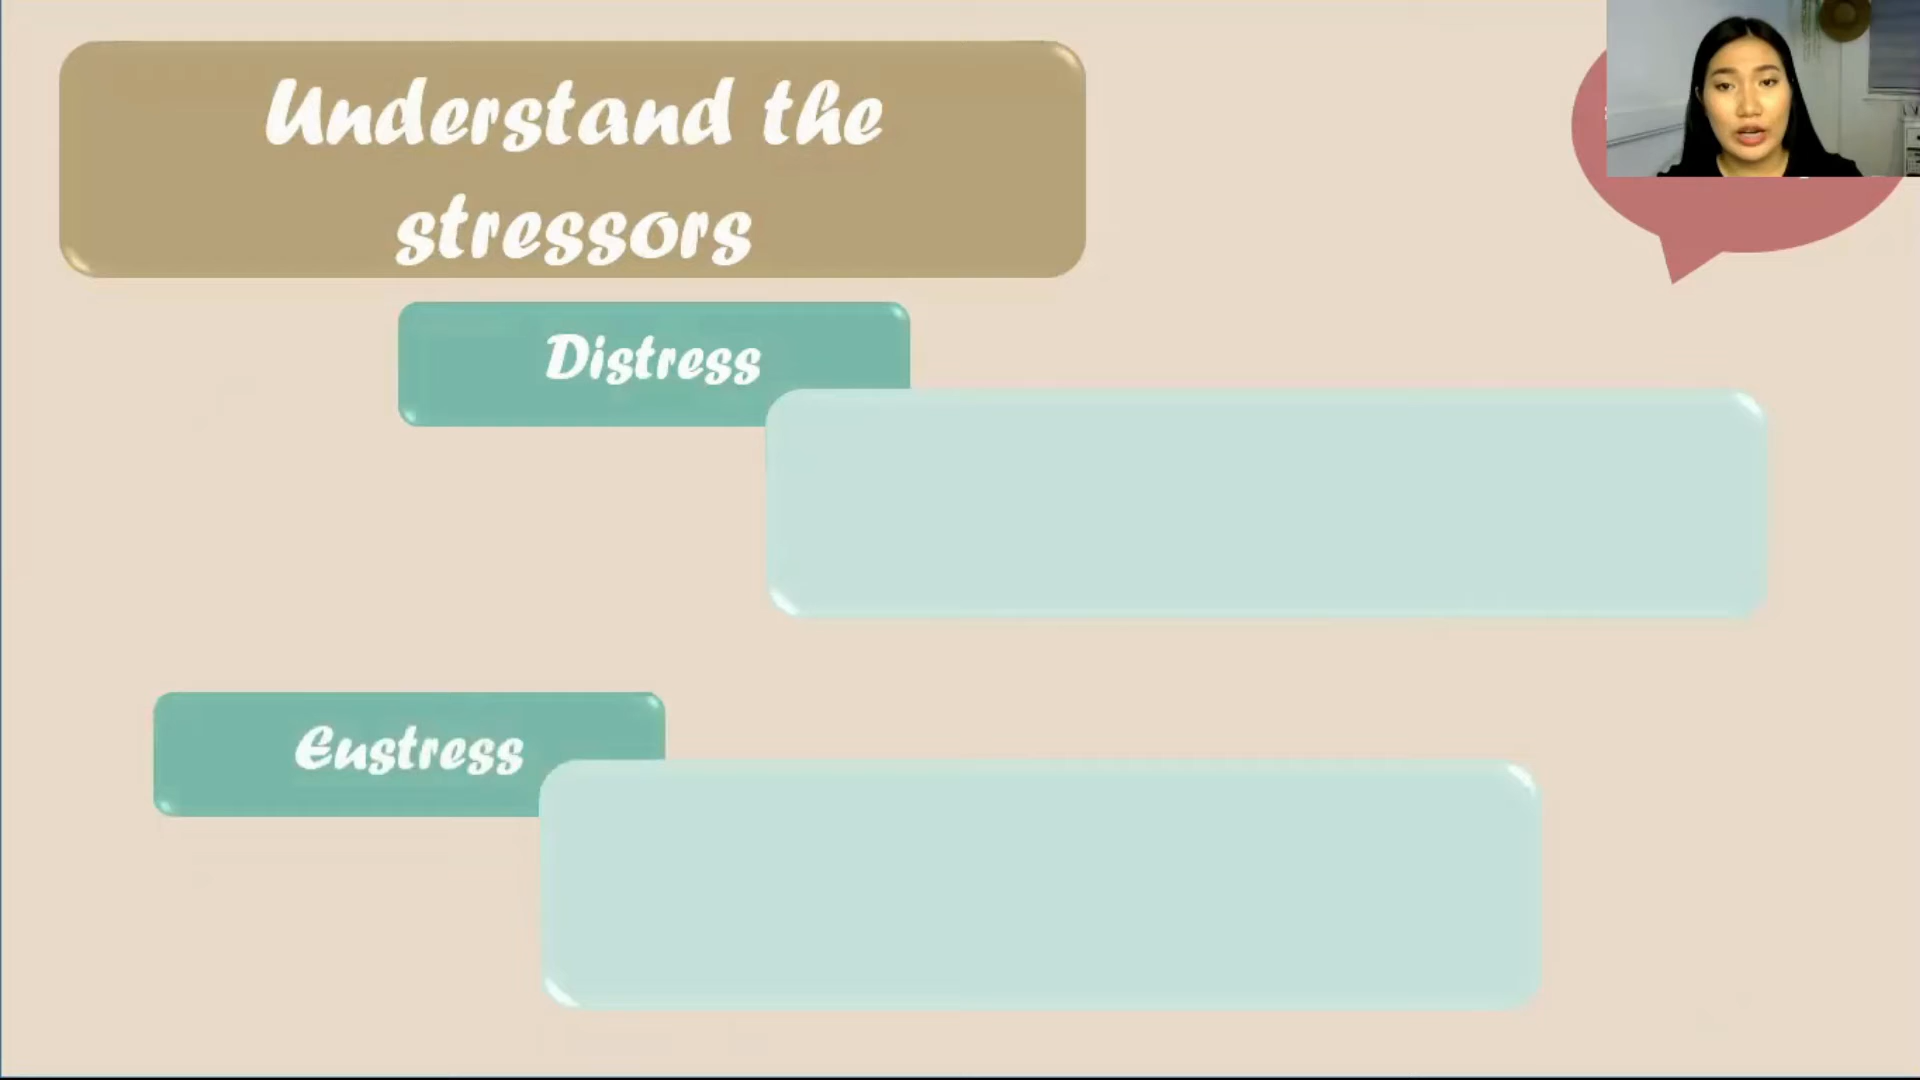 Understand the
stressors
Distress
Eustress